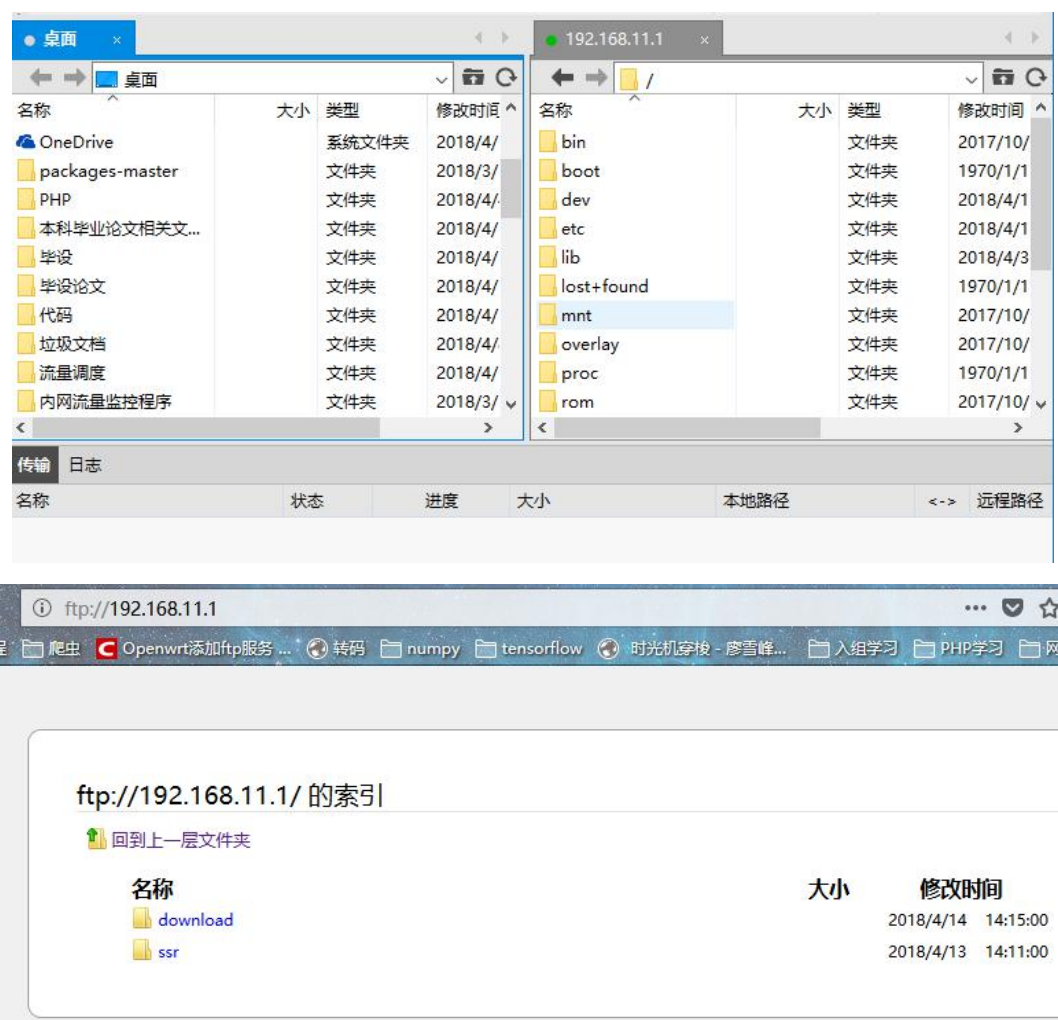 桌面 × 192.168.11.1 ×
桌面 /
名称 大小 类型 修改时间 名称 大小 类型 修改时间
OneDrive 系统文件夹 2018/4/ bin 文件夹 2017/10/
packages-master 文件夹 2018/3/ boot 文件夹 1970/1/1
PHP 文件夹 2018/4/ dev 文件夹 2018/4/1
本科毕业论文相关文... 文件夹 2018/4/ etc 文件夹 2018/4/1
毕设 文件夹 2018/4/ lib 文件夹 2018/4/3
毕设论文 文件夹 2018/4/ lost+found 文件夹 1970/1/1
代码 文件夹 2018/4/ mnt 文件夹 2017/10/
垃圾文档 文件夹 2018/4/ overlay 文件夹 2017/10/
流量调度 文件夹 2018/4/ proc 文件夹 1970/1/1
内网流量监控程序 文件夹 2018/3/ rom 文件夹 2017/10/
传输 日志
名称 状态 进度 大小 本地路径 <-> 远程路径
ftp://192.168.11.1
程 爬虫 Openwrt添加ftp服务 ... 转码 numpy tensorflow 时光机穿梭 - 廖雪峰... 入组学习 PHP学习 网
ftp://192.168.11.1/ 的索引
回到上一层文件夹
名称 大小 修改时间
download 2018/4/14 14:15:00
ssr 2018/4/13 14:11:00